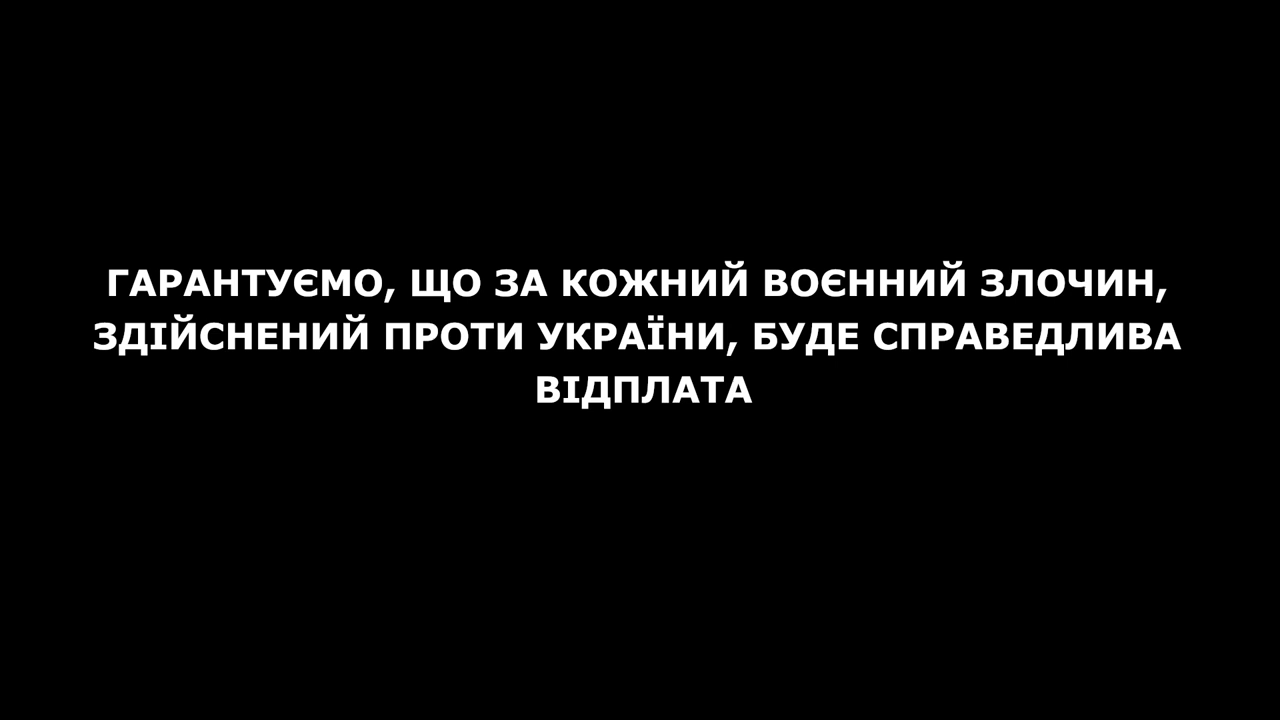 ГАРАНТУЄМО, ЩО ЗА КОЖНИЙ ВОЄННИЙ ЗЛОЧИН,
ЗДІЙСНЕНИЙ ПРОТИ УКРАЇНИ, БУДЕ СПРАВЕДЛИВА
ВІДПЛАТА